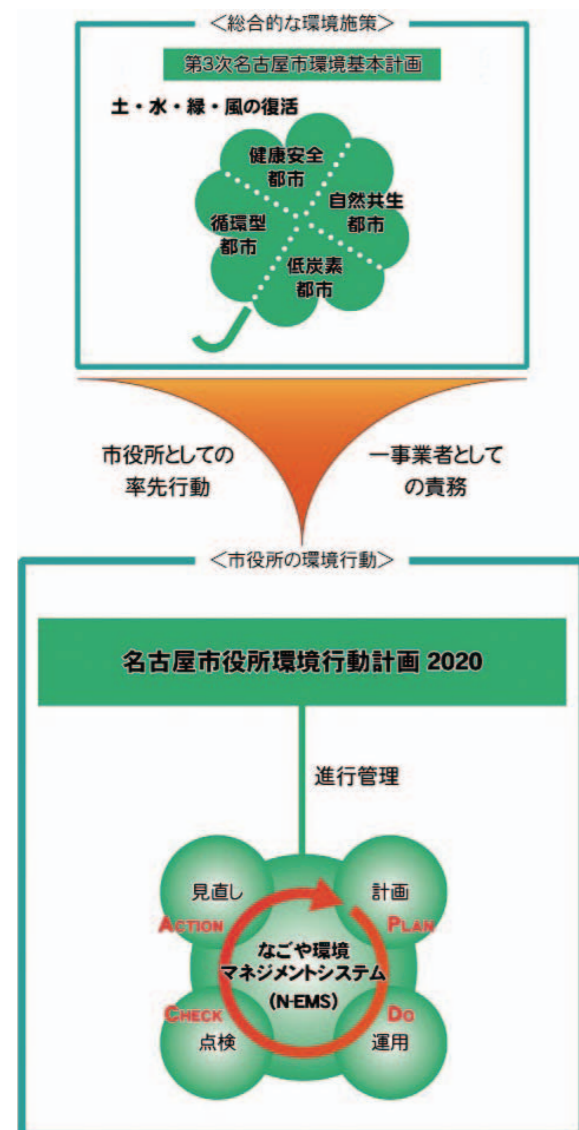 ＜総合的な環境施策＞
第3次名古屋市環境基本計画
土・水・緑・風の復活
健康安全
都市
自然共生
都市
循環型
都市
低炭素
都市
市役所としての
率先行動
一事業者として
の責務
＜市役所の環境行動＞
名古屋市役所環境行動計画 2020
進行管理
見直し
ACTION
計画
PLAN
なごや環境
マネジメントシステム
(N-EMS)
CHECK
点検
DO
運用